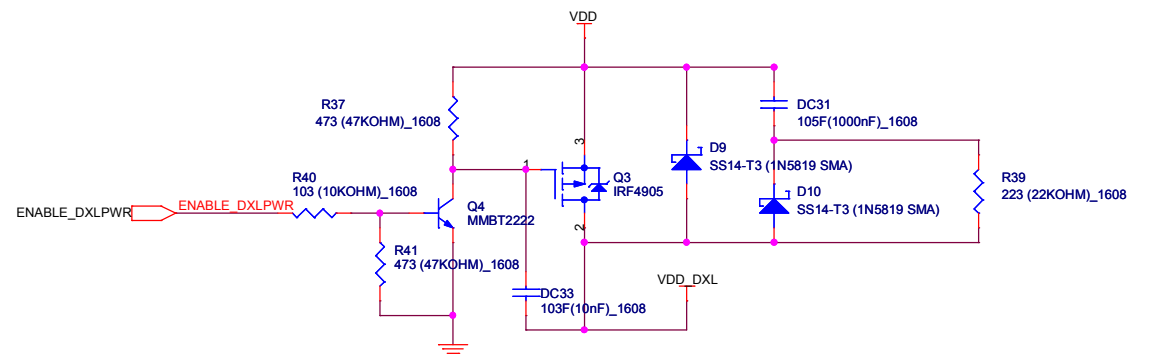 VDD
R37
473 (47KOHM)_1608
DC31
105F(1000nF)_1608
3
D9
SS14-T3 (1N5819 SMA)
1
Q3
IRF4905
R40
103 (10KOHM)_1608
R39
223 (22KOHM)_1608
D10
SS14-T3 (1N5819 SMA)
ENABLE_DXLPWR
ENABLE_DXLPWR
Q4
MMBT2222
2
R41
473 (47KOHM)_1608
VDD_DXL
DC33
103F(10nF)_1608